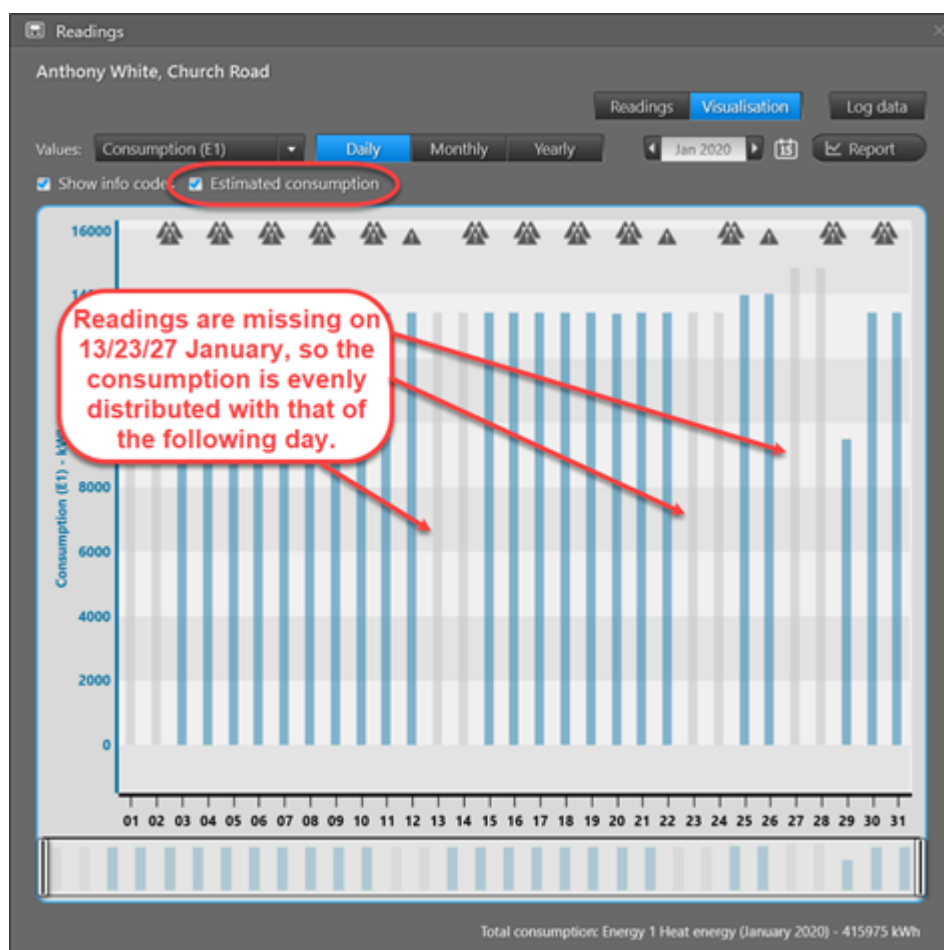 Readings
Anthony White, Church Road
Readings Visualisation Log data
Values: Consumption (E1) Daily Monthly Yearly Jan 2020 15 Report
Show info code Estimated consumption
16000
Readings are missing on
13/23/27 January, so the
consumption is evenly
distributed with that of
the following day.
8000
6000
4000
2000
0
Consumption (E1) - kW
01 02 03 04 05 06 07 08 09 10 11 12 13 14 15 16 17 18 19 20 21 22 23 24 25 26 27 28 29 30 31
Total consumption: Energy 1 Heat energy (January 2020) - 415975 kWh